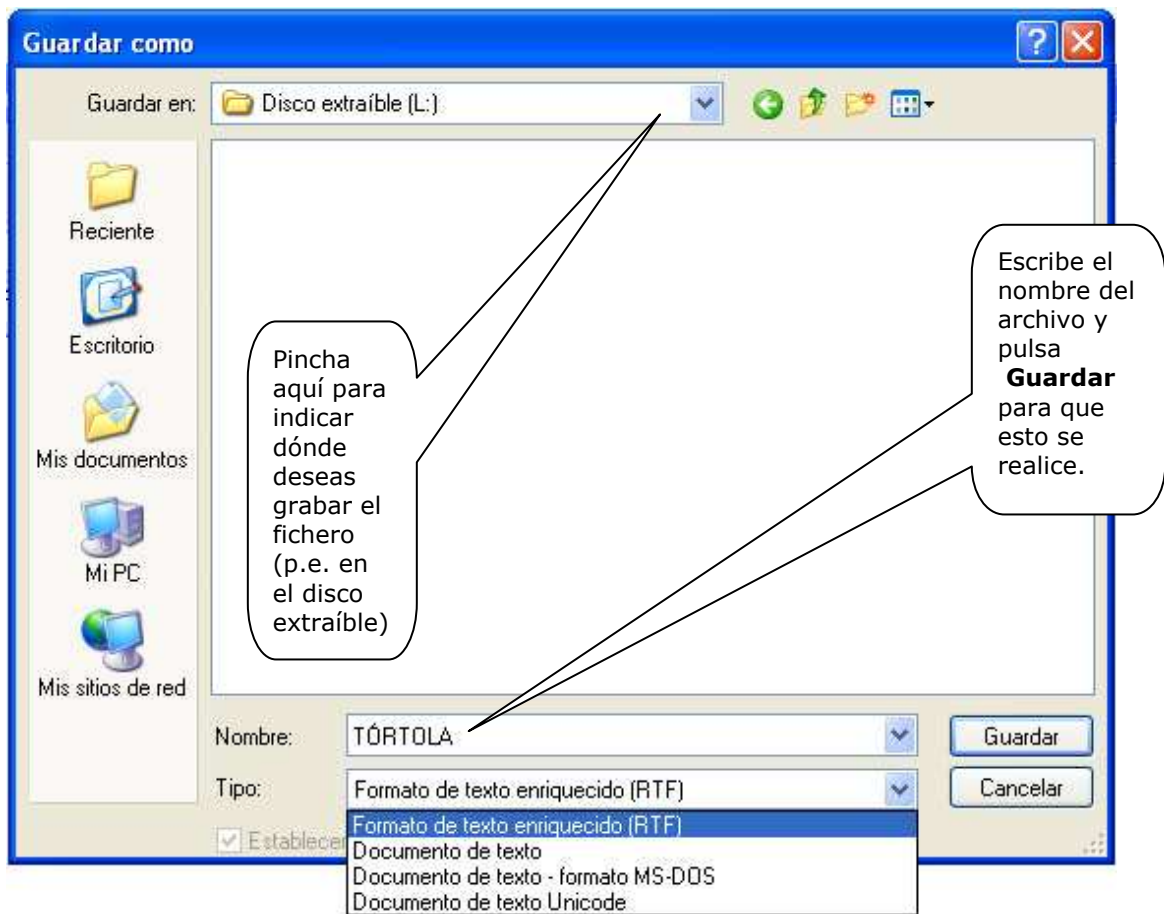 Guardar como
Guardar en:
Disco extraíble (L:)
Reciente
Escritorio
Mis documentos
Mi PC
Mis sitios de red
Pincha
aquí para
indicar
dónde
deseas
grabar el
fichero
(p.e. en
el disco
extraíble)
Escribe el
nombre del
archivo y
pulsa
Guardar
para que
esto se
realice.
Nombre:
TÓRTOLA
Guardar
Tipo:
Formato de texto enriquecido (RTF)
Cancelar
Establecer
Formato de texto enriquecido (RTF)
Documento de texto
Documento de texto - formato MS-DOS
Documento de texto Unicode